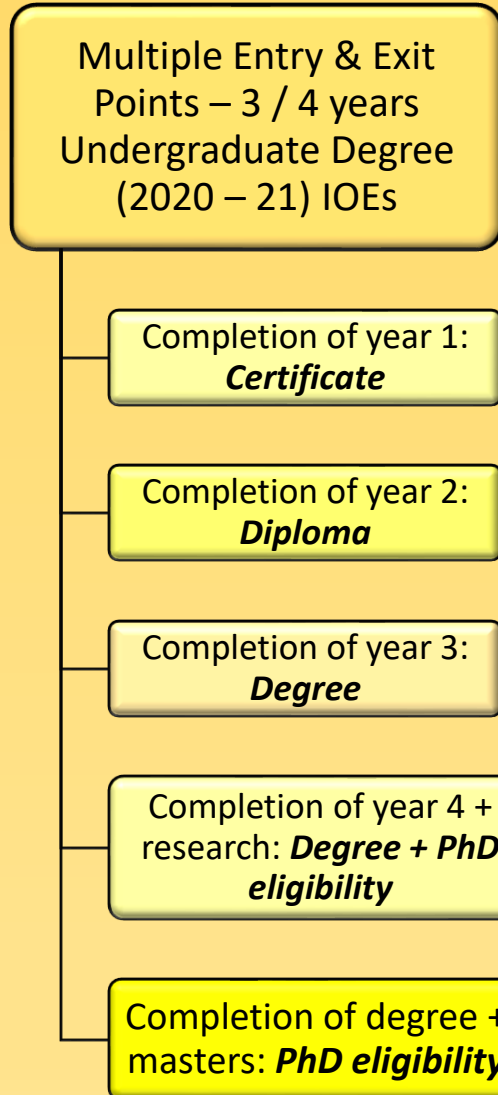 Multiple Entry & Exit
Points – 3 / 4 years
Undergraduate Degree
(2020 – 21) IOEs
Completion of year 1:
Certificate
Completion of year 2:
Diploma
Completion of year 3:
Degree
Completion of year 4 +
research: Degree + PhD
eligibility
Completion of degree +
masters: PhD eligibility